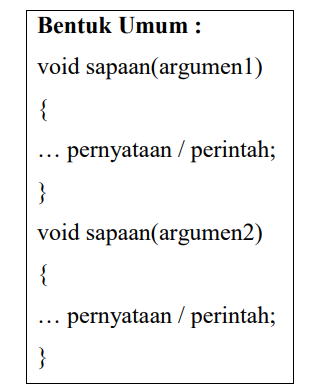 Bentuk Umum :
void sapaan(argumen1)
{
… pernyataan / perintah;
}
void sapaan(argumen2)
{
… pernyataan / perintah;
}